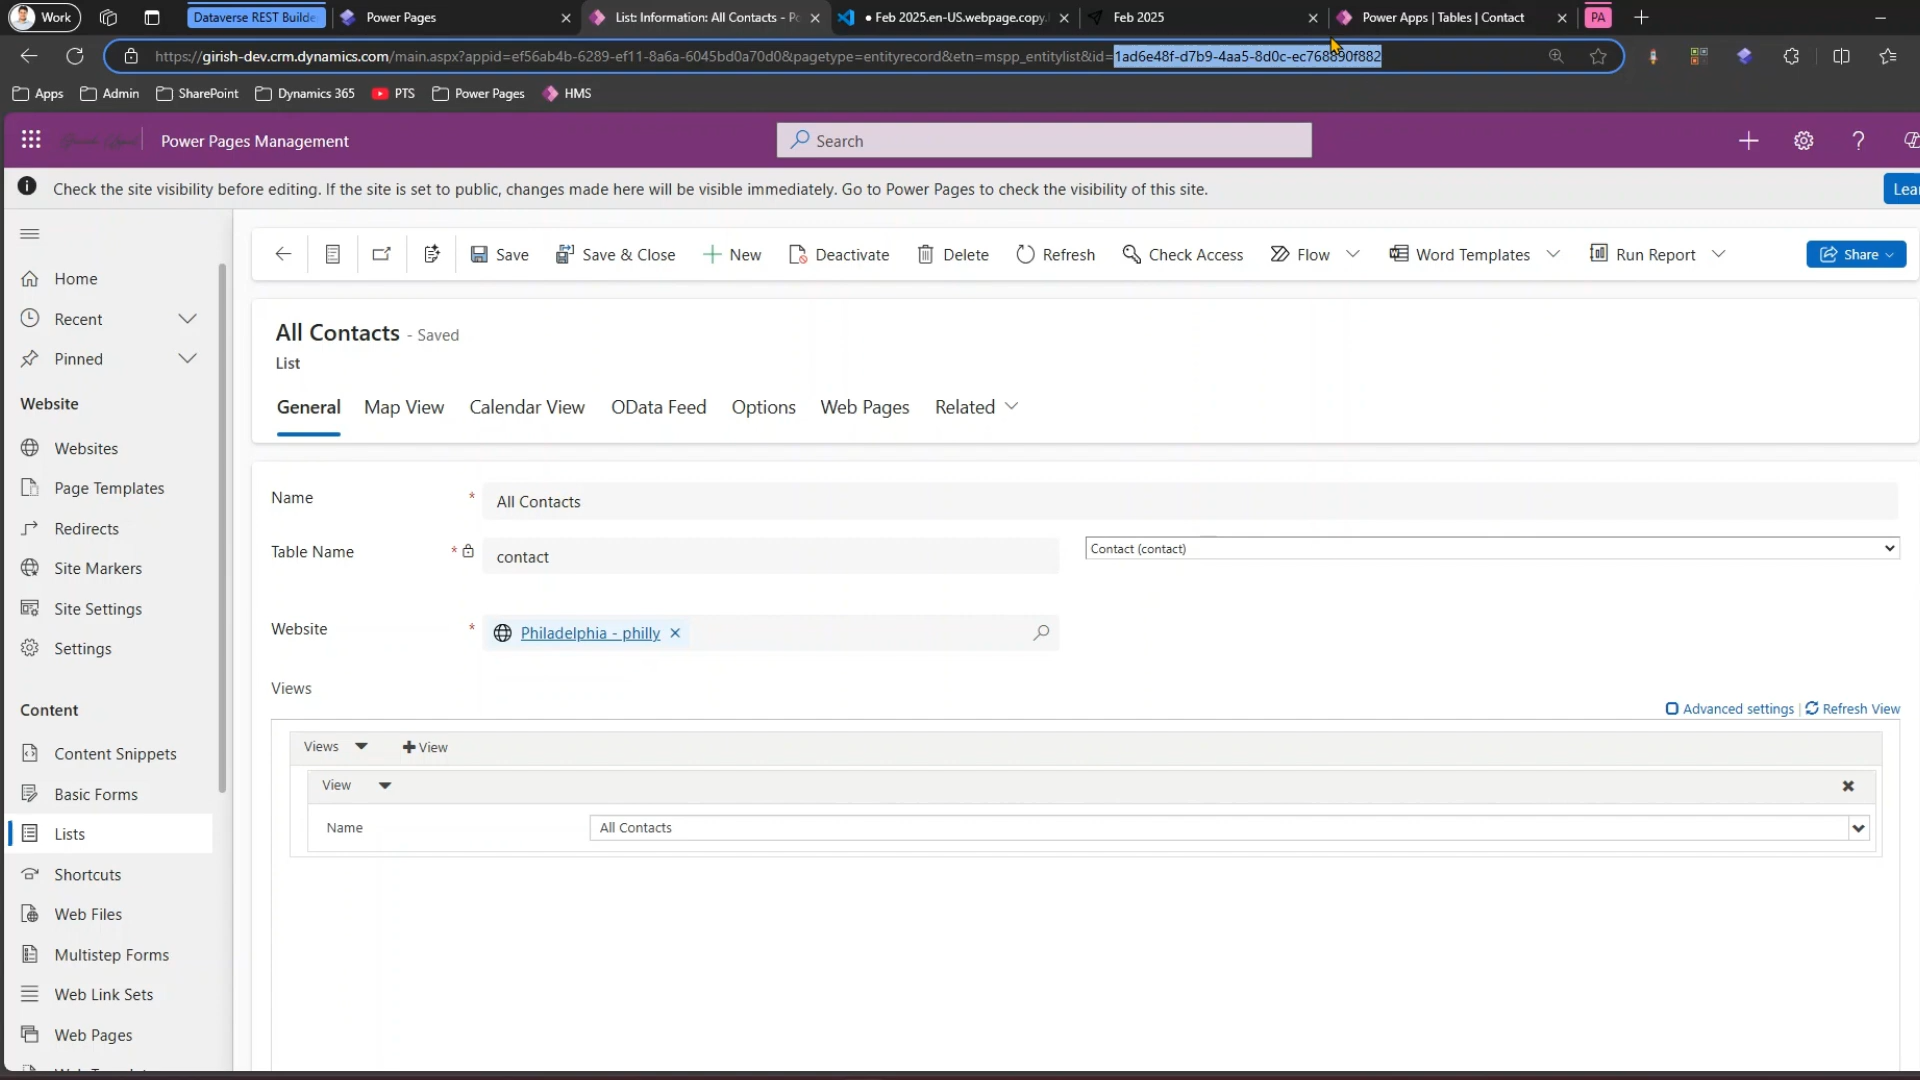 Work
Dataverse REST Builde
Power Pages
List: Information: All Contacts - Po
● Feb 2025.en-US.webpage.copy.
Feb 2025
Power Apps | Tables | Contact
PA
https://girish-dev.crm.dynamics.com/main.aspx?appid=ef56ab4b-6289-ef11-8a6a-6045bd0a70d0&pagetype=entityrecord&etn=mspp_entitylist&id=1ad6e48f-d7b9-4aa5-8d0c-ec768890f882
Apps
Admin
SharePoint
Dynamics 365
PTS
Power Pages
HMS
Power Pages Management
Search
Check the site visibility before editing. If the site is set to public, changes made here will be visible immediately. Go to Power Pages to check the visibility of this site.
Lear
Save
Save & Close
New
Deactivate
Delete
Refresh
Check Access
Flow
Word Templates
Run Report
Share
Home
Recent
Pinned
Website
Websites
Page Templates
Redirects
Site Markers
Site Settings
Settings
Content
Content Snippets
Basic Forms
Lists
Shortcuts
Web Files
Multistep Forms
Web Link Sets
Web Pages
All Contacts - Saved
List
General
Map View
Calendar View
OData Feed
Options
Web Pages
Related
Name *
All Contacts
Table Name *
contact
Contact (contact)
Website *
Philadelphia - philly
Views
Advanced settings | Refresh View
Views
View
View
Name
All Contacts